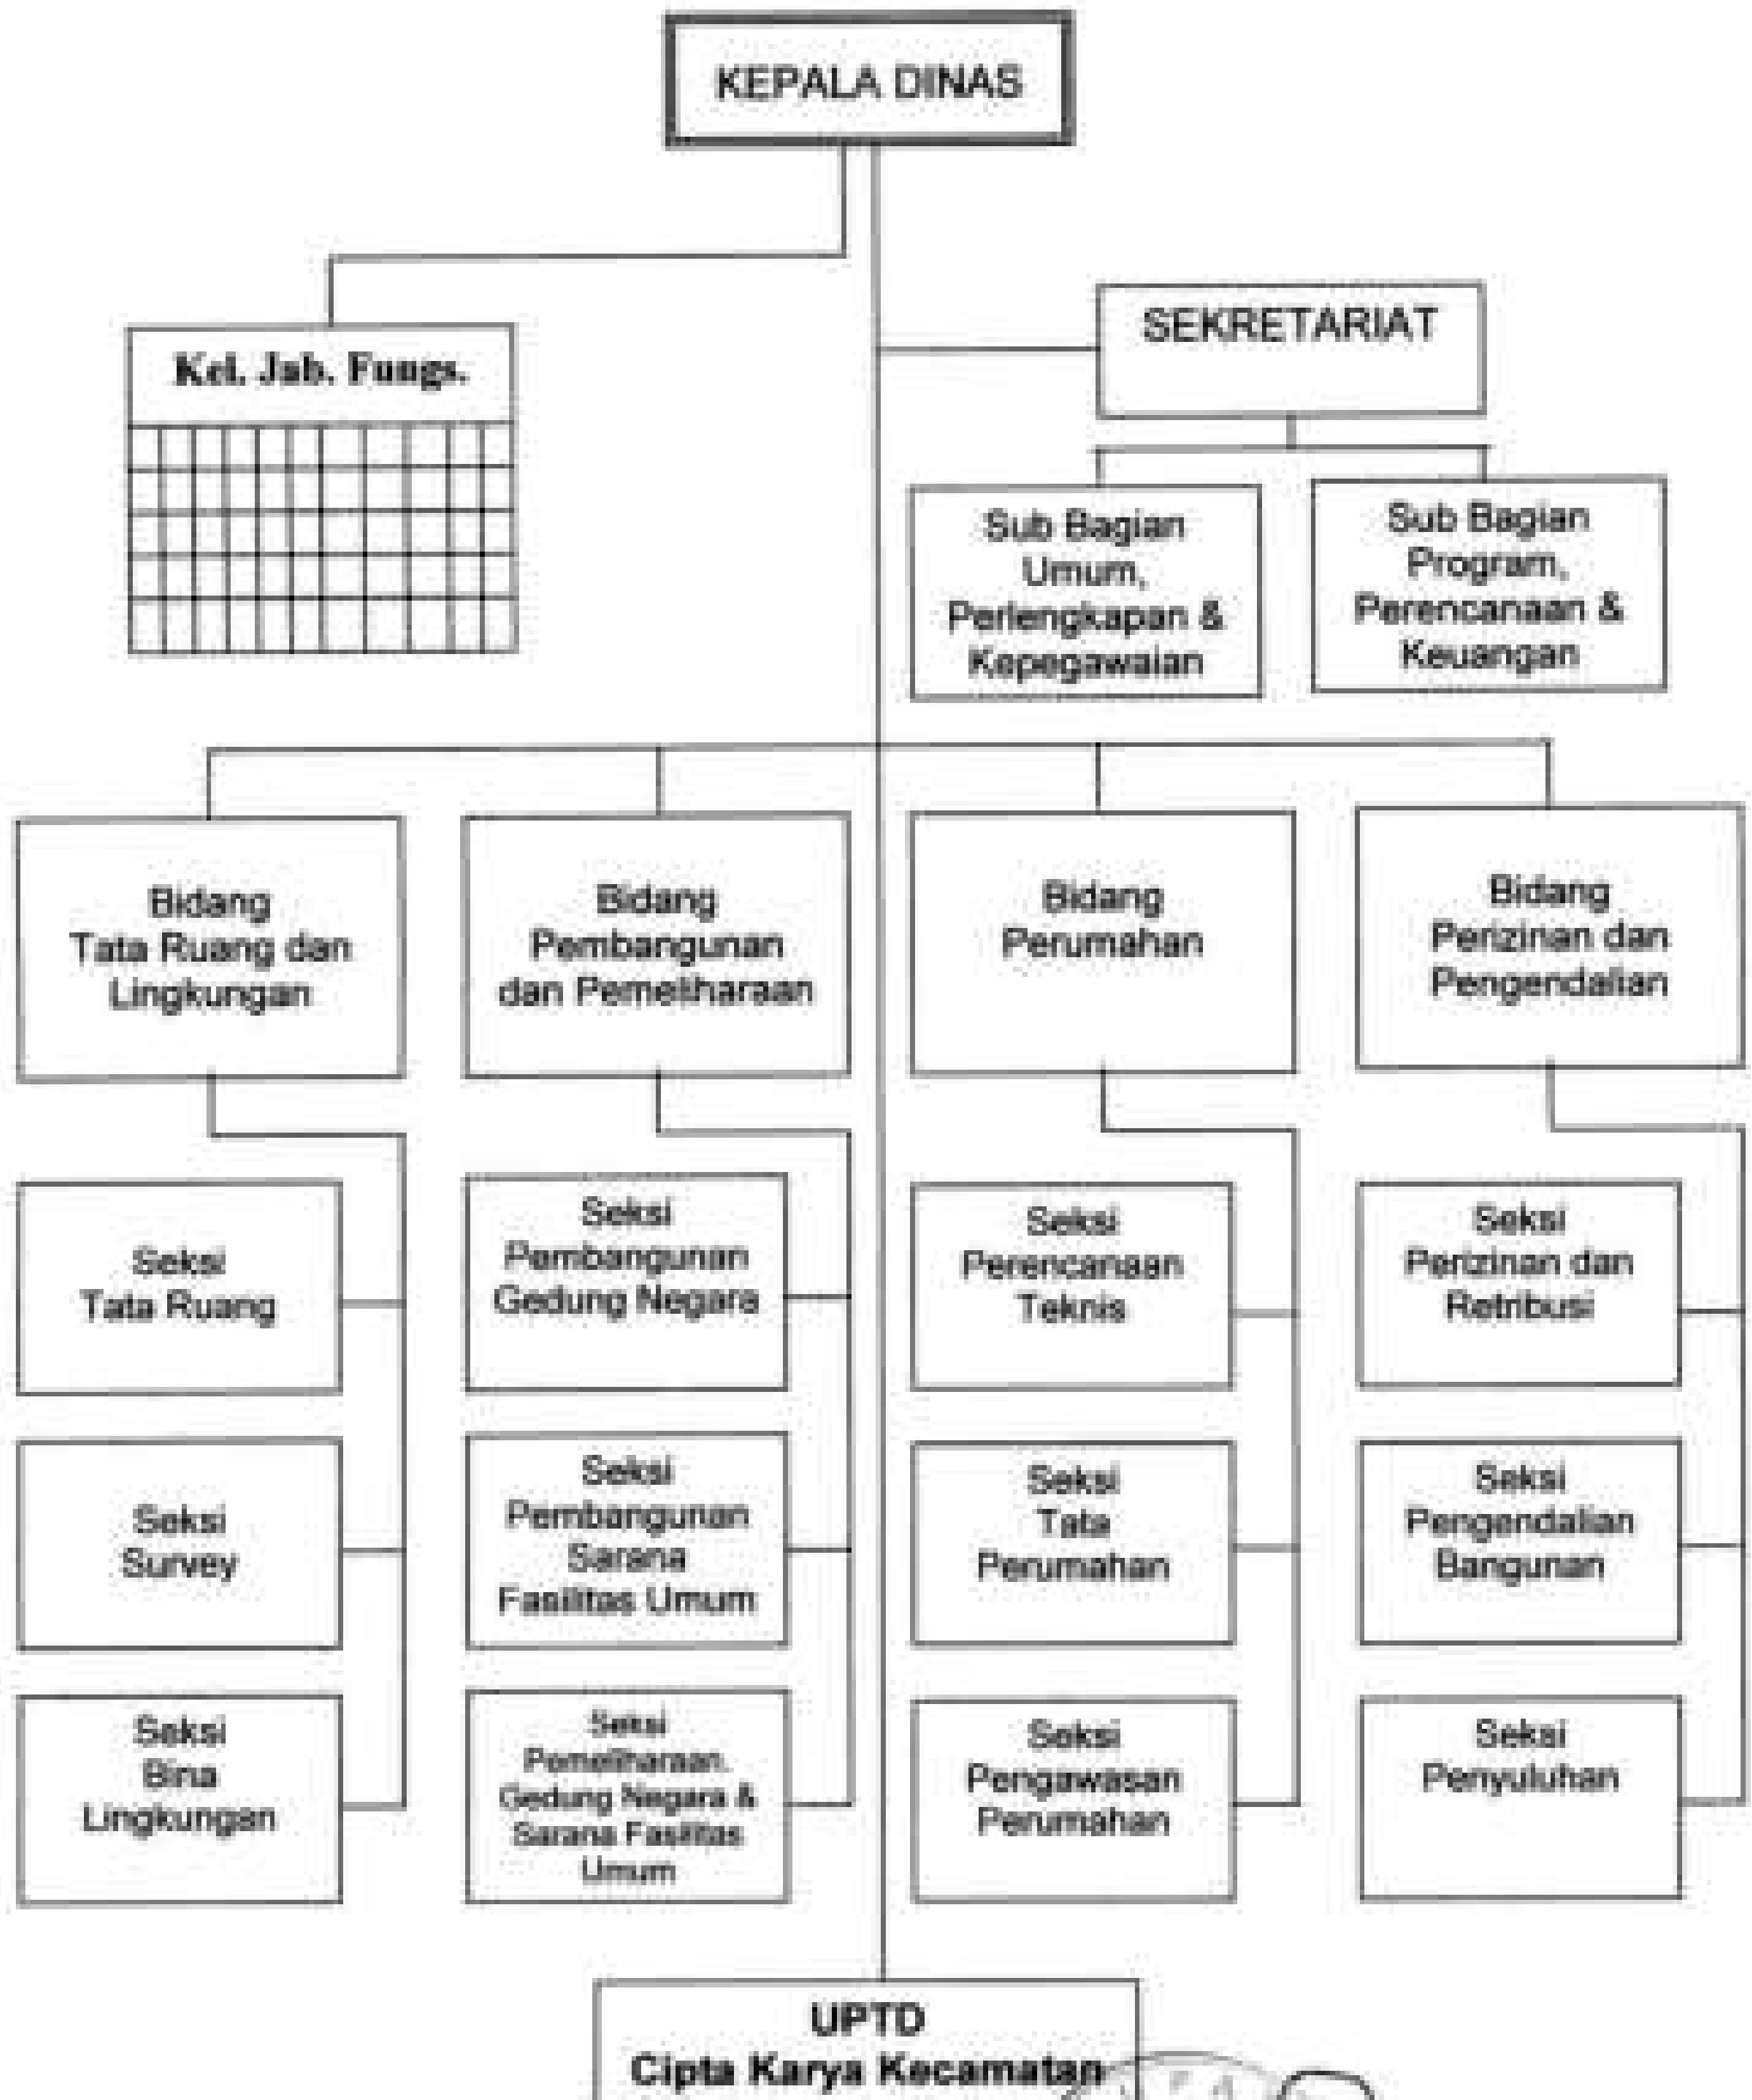 KEPALA DINAS
Kel. Jab. Fungs.
SEKRETARIAT
Sub Bagian
Umum,
Perlengkapan &
Kepegawaian
Sub Bagian
Program,
Perencanaan &
Keuangan
Bidang
Tata Ruang dan
Lingkungan
Bidang
Pembangunan
dan Pemeliharaan
Bidang
Perumahan
Bidang
Perizinan dan
Pengendalian
Seksi
Tata Ruang
Seksi
Pembangunan
Gedung Negara
Seksi
Perencanaan
Teknis
Seksi
Perizinan dan
Retribusi
Seksi
Survey
Seksi
Pembangunan
Sarana
Fasilitas Umum
Seksi
Tata
Perumahan
Seksi
Pengendalian
Bangunan
Seksi
Bina
Lingkungan
Seksi
Pemeliharaan.
Gedung Negara &
Sarana Fasilitas
Umum
Seksi
Pengawasan
Perumahan
Seksi
Penyuluhan
UPTD
Cipta Karya Kecamatan